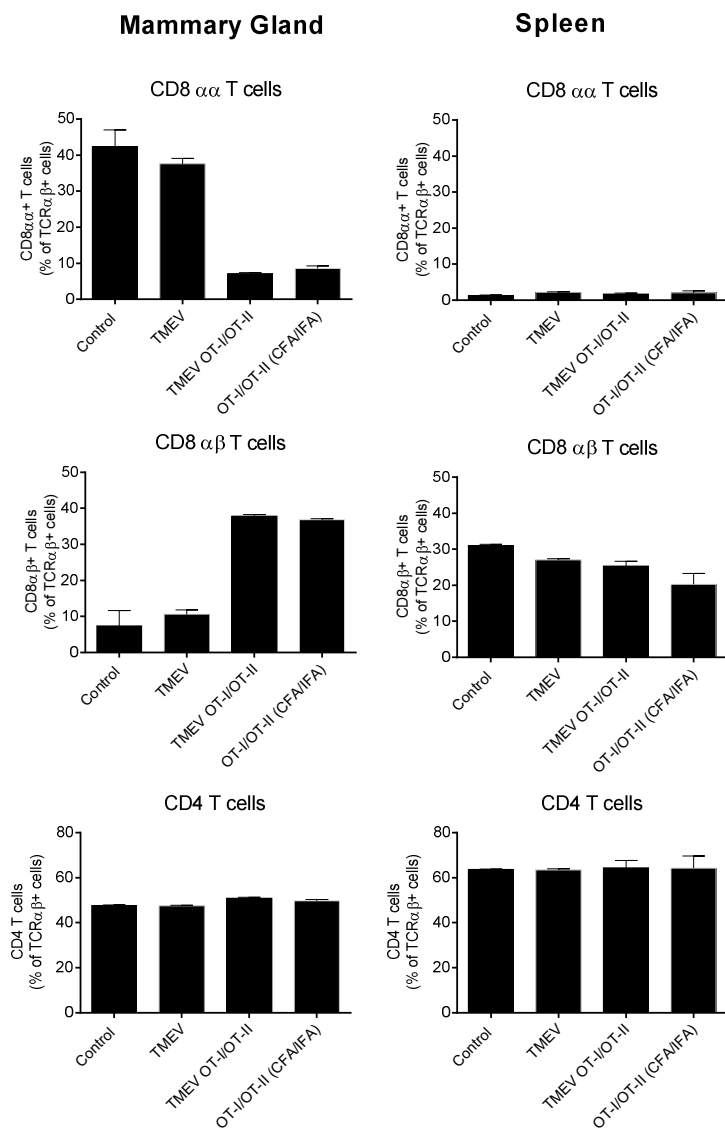 Mammary Gland
Spleen
CD8 αα T cells
CD8αα+ T cells
(% of TCRαβ+ cells)
50
40
30
20
10
0
Control
TMEV
TMEV OT-I/OT-II
OT-I/OT-II (CFA/IFA)
CD8 αα T cells
CD8αα+ T cells
(% of TCRαβ+ cells)
50
40
30
20
10
0
Control
TMEV
TMEV OT-I/OT-II
OT-I/OT-II (CFA/IFA)
CD8 αβ T cells
CD8αβ+ T cells
(% of TCRαβ+ cells)
50
40
30
20
10
0
Control
TMEV
TMEV OT-I/OT-II
OT-I/OT-II (CFA/IFA)
CD8 αβ T cells
CD8αβ+ T cells
(% of TCRαβ+ cells)
50
40
30
20
10
0
Control
TMEV
TMEV OT-I/OT-II
OT-I/OT-II (CFA/IFA)
CD4 T cells
CD4 T cells
(% of TCRαβ+ cells)
80
60
40
20
0
Control
TMEV
TMEV OT-I/OT-II
OT-I/OT-II (CFA/IFA)
CD4 T cells
CD4 T cells
(% of TCRαβ+ cells)
80
60
40
20
0
Control
TMEV
TMEV OT-I/OT-II
OT-I/OT-II (CFA/IFA)